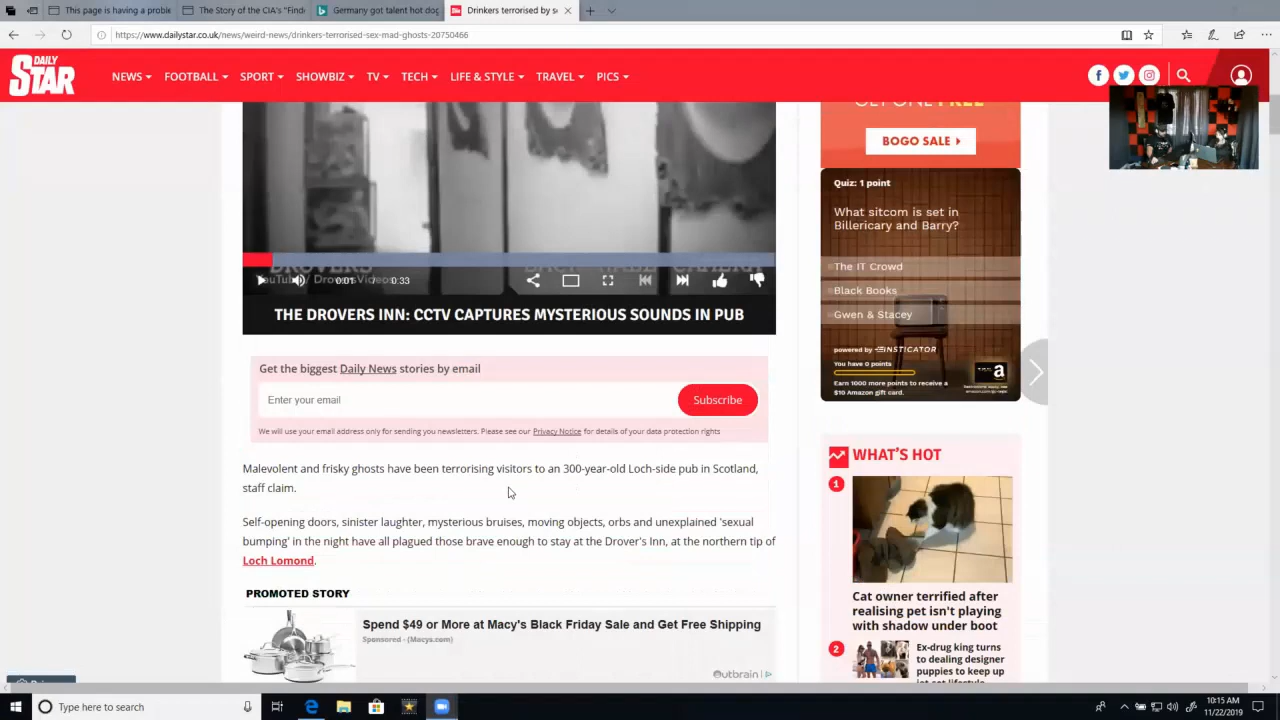 This page is having a proble
The Story of the CIA's "Finde
Germany got talent hot dog
Drinkers terrorised by se
https://www.dailystar.co.uk/news/weird-news/drinkers-terrorised-sex-mad-ghosts-20750466
DAILY
STAR
NEWS FOOTBALL SPORT SHOWBIZ TV TECH LIFE & STYLE TRAVEL PICS
BOGO SALE
Quiz: 1 point
What sitcom is set in
Billericary and Barry?
The IT Crowd
Black Books
Gwen & Stacey
powered by INSTICATOR
You have 0 points
Earn 1000 more points to receive a
$10 Amazon gift card.
DROVERS
YouTube/ DroversVideos
0:01 / 0:33
THE DROVERS INN: CCTV CAPTURES MYSTERIOUS SOUNDS IN PUB
Get the biggest Daily News stories by email
Enter your email
Subscribe
We will use your email address only for sending you newsletters. Please see our Privacy Notice for details of your data protection rights
Malevolent and frisky ghosts have been terrorising visitors to an 300-year-old Loch-side pub in Scotland,
staff claim.
Self-opening doors, sinister laughter, mysterious bruises, moving objects, orbs and unexplained 'sexual
bumping' in the night have all plagued those brave enough to stay at the Drover's Inn, at the northern tip of
Loch Lomond.
PROMOTED STORY
Spend $49 or More at Macy's Black Friday Sale and Get Free Shipping
Sponsored - (Macys.com)
Outbrain
WHAT'S HOT
1
Cat owner terrified after
realising pet isn't playing
with shadow under boot
2
Ex-drug king turns
to dealing designer
puppies to keep up
jet set lifestyle
Type here to search
10:15 AM
11/22/2019